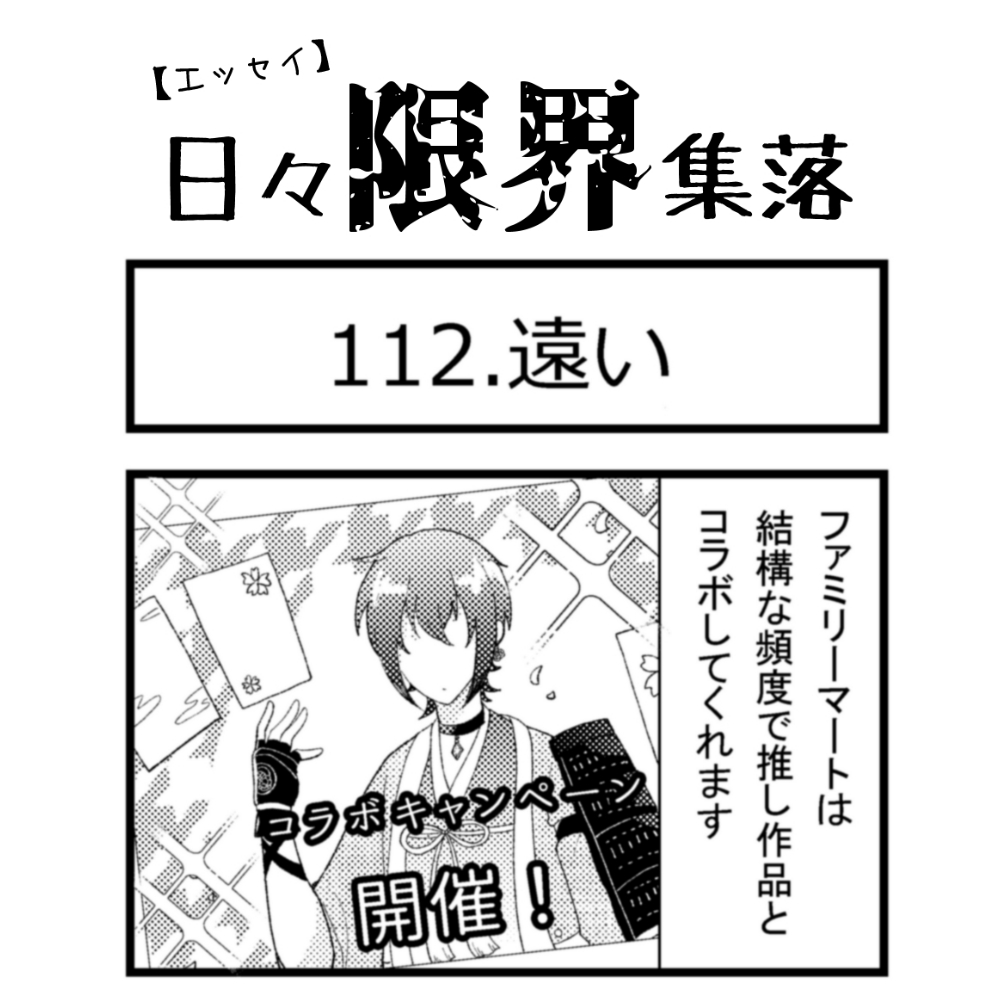 【エッセイ】
日々限界集落
112.遠い
ファミリーマートは
結構な頻度で推し作品と
コラボしてくれます
コラボキャンペーン
開催！